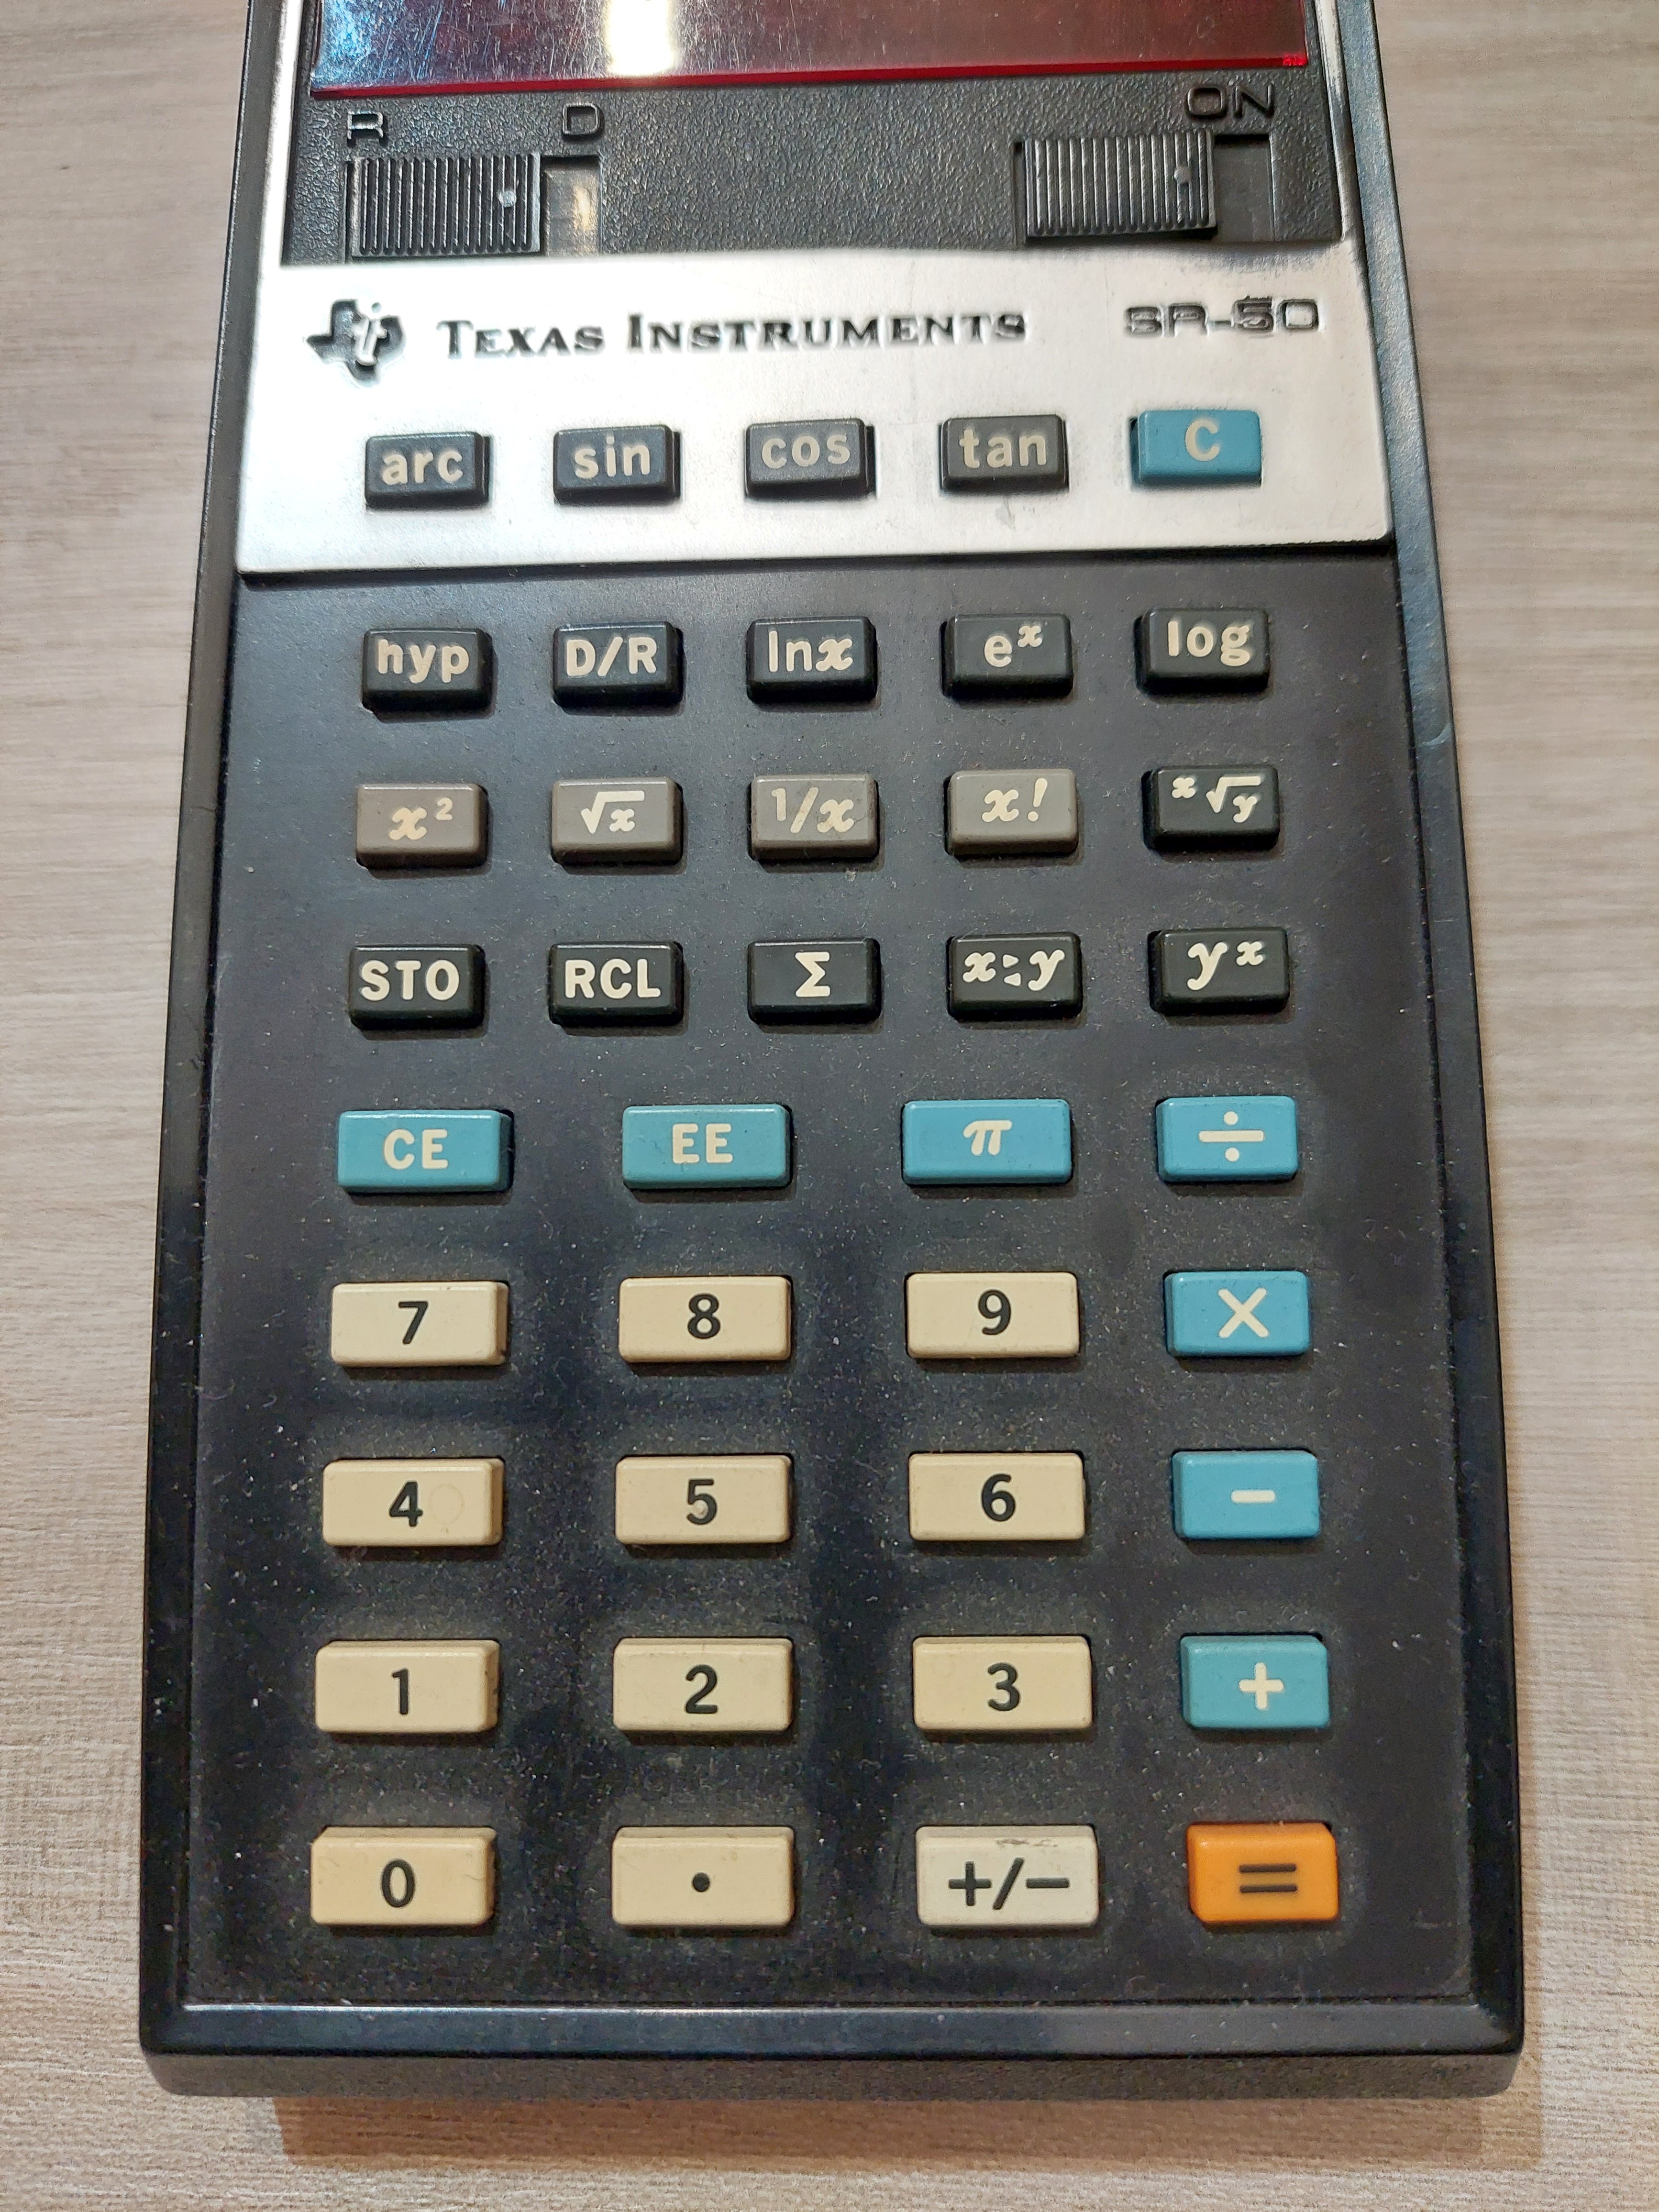 R D ON
TEXAS INSTRUMENTS SR-50
arc sin cos tan C
hyp D/R lnx eˣ log
x² √x 1/x x! ˣ√y
STO RCL Σ x:y yˣ
CE EE π ÷
7 8 9 ×
4 5 6 −
1 2 3 +
0 . +/− =